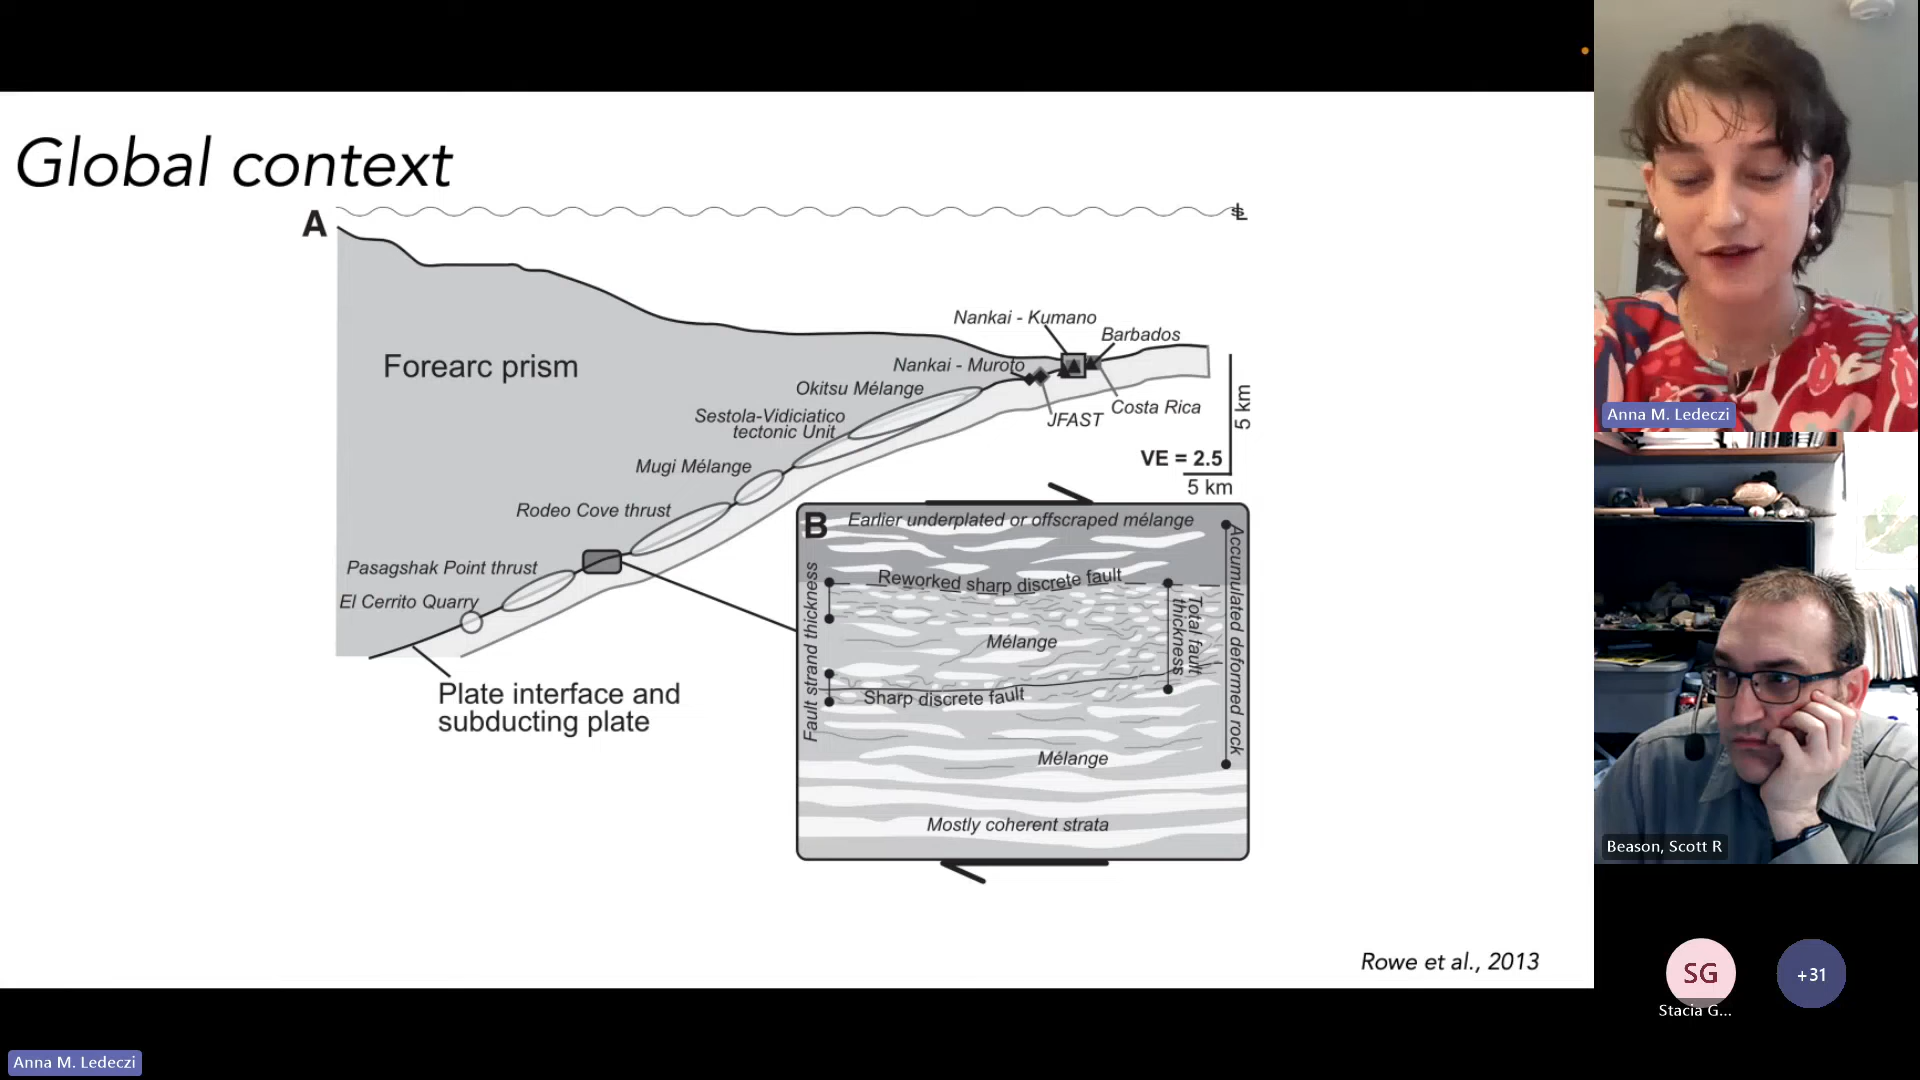 Global context
A
SL
Forearc prism
Nankai - Kumano
Barbados
Nankai - Muroto
Okitsu Mélange
Costa Rica
JFAST
Sestola-Vidiciatico
tectonic Unit
5 km
VE = 2.5
5 km
Mugi Mélange
Rodeo Cove thrust
Pasagshak Point thrust
El Cerrito Quarry
Plate interface and
subducting plate
B
Earlier underplated or offscraped mélange
Reworked sharp discrete fault
Mélange
Sharp discrete fault
Mélange
Mostly coherent strata
Fault strand thickness
Total fault
thickness
Accumulated deformed rock
Rowe et al., 2013
Anna M. Ledeczi
Beason, Scott R
SG
Stacia G...
+31
Anna M. Ledeczi